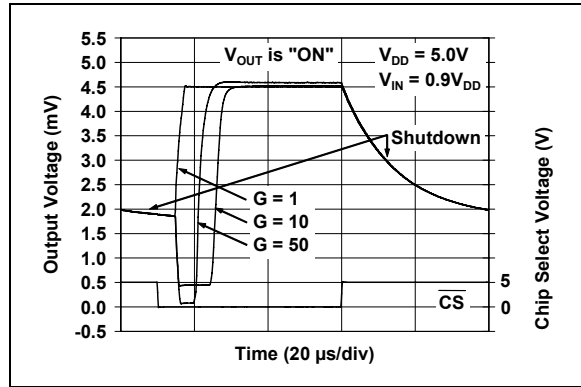 5.5
5.0
4.5
4.0
3.5
3.0
2.5
2.0
1.5
1.0
0.5
0.0
-0.5
Output Voltage (mV)
VOUT is "ON"
VDD = 5.0V
VIN = 0.9VDD
Shutdown
G = 1
G = 10
G = 50
CS
5
0
Chip Select Voltage (V)
Time (20 µs/div)